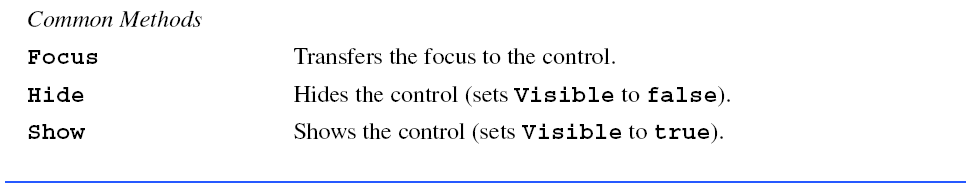 Common Methods
Focus Transfers the focus to the control.
Hide Hides the control (sets Visible to false).
Show Shows the control (sets Visible to true).